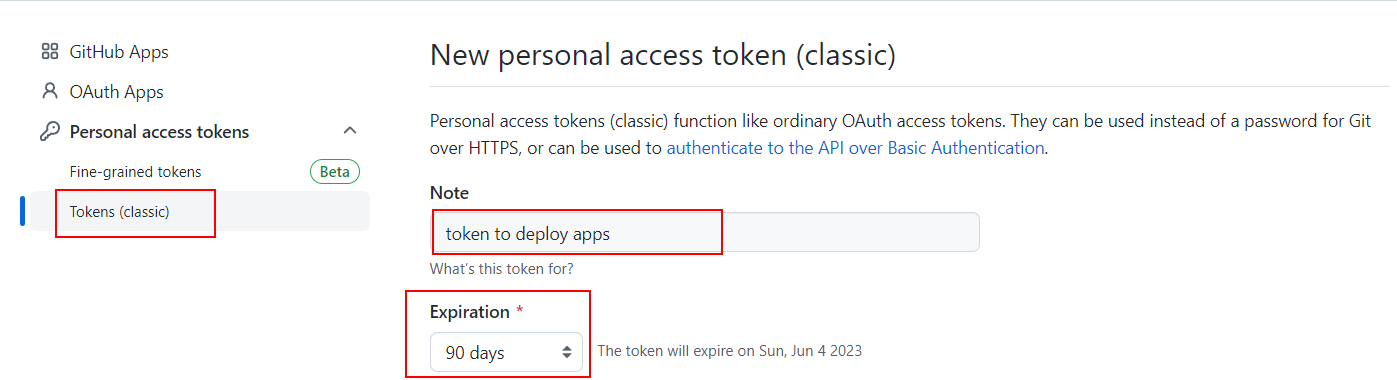 GitHub Apps
OAuth Apps
Personal access tokens
Fine-grained tokens Beta
Tokens (classic)
New personal access token (classic)
Personal access tokens (classic) function like ordinary OAuth access tokens. They can be used instead of a password for Git
over HTTPS, or can be used to authenticate to the API over Basic Authentication.
Note
token to deploy apps
What's this token for?
Expiration *
90 days The token will expire on Sun, Jun 4 2023